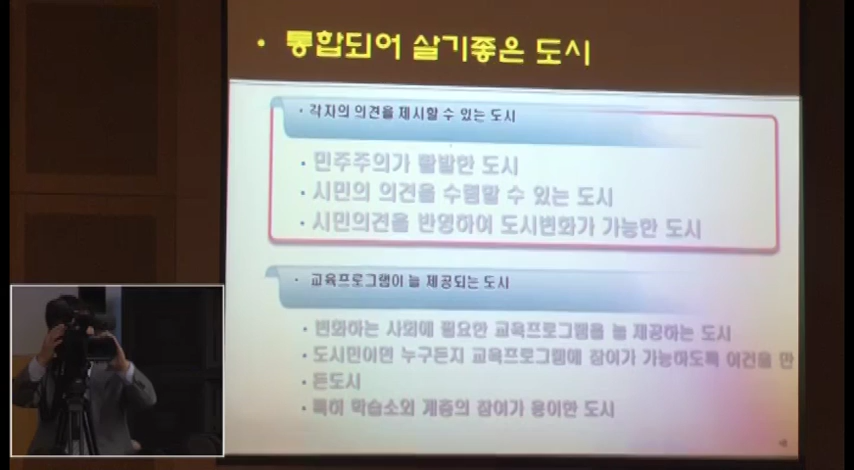 • 통합되어 살기좋은 도시
• 각자의 의견을 제시할 수 있는 도시
• 민주주의가 활발한 도시
• 시민의 의견을 수렴할 수 있는 도시
• 시민의견을 반영하여 도시변화가 가능한 도시
• 교육프로그램이 늘 제공되는 도시
• 변화하는 사회에 필요한 교육프로그램을 늘 제공하는 도시
• 도시민이면 누구든지 교육프로그램에 참여가 가능하도록 여건을 만
• 든도시
• 특히 학습소외 계층의 참여가 용이한 도시